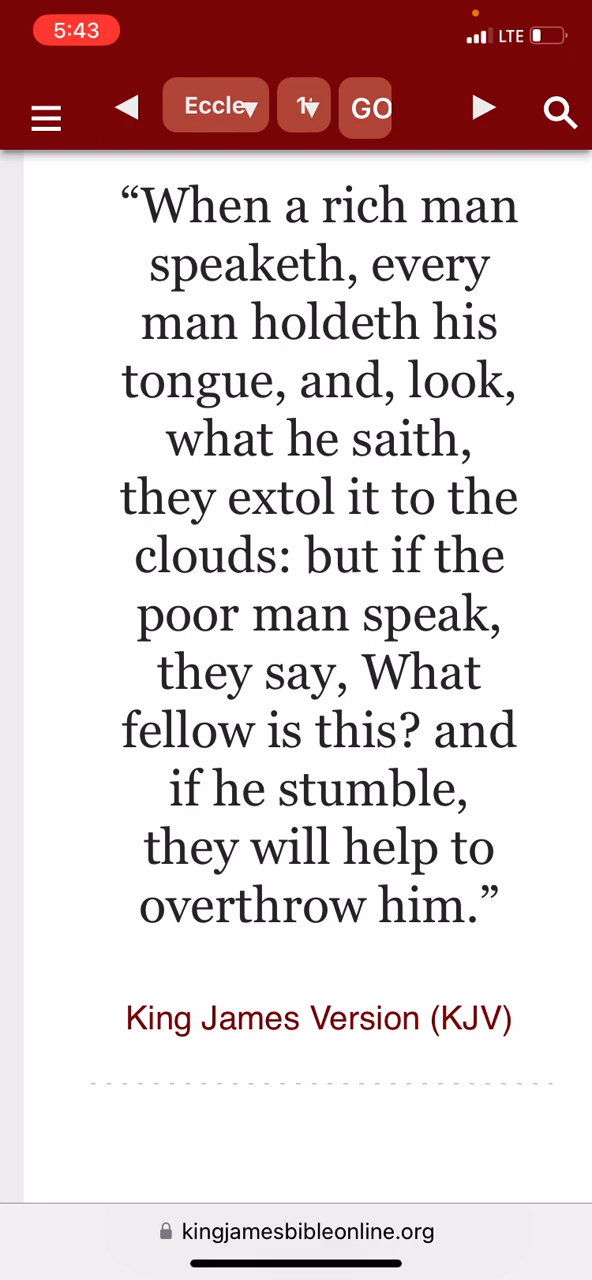 5:43
LTE
Eccle
GO
“When a rich man
speaketh, every
man holdeth his
tongue, and, look,
what he saith,
they extol it to the
clouds: but if the
poor man speak,
they say, What
fellow is this? and
if he stumble,
they will help to
overthrow him.”
King James Version (KJV)
kingjamesbibleonline.org